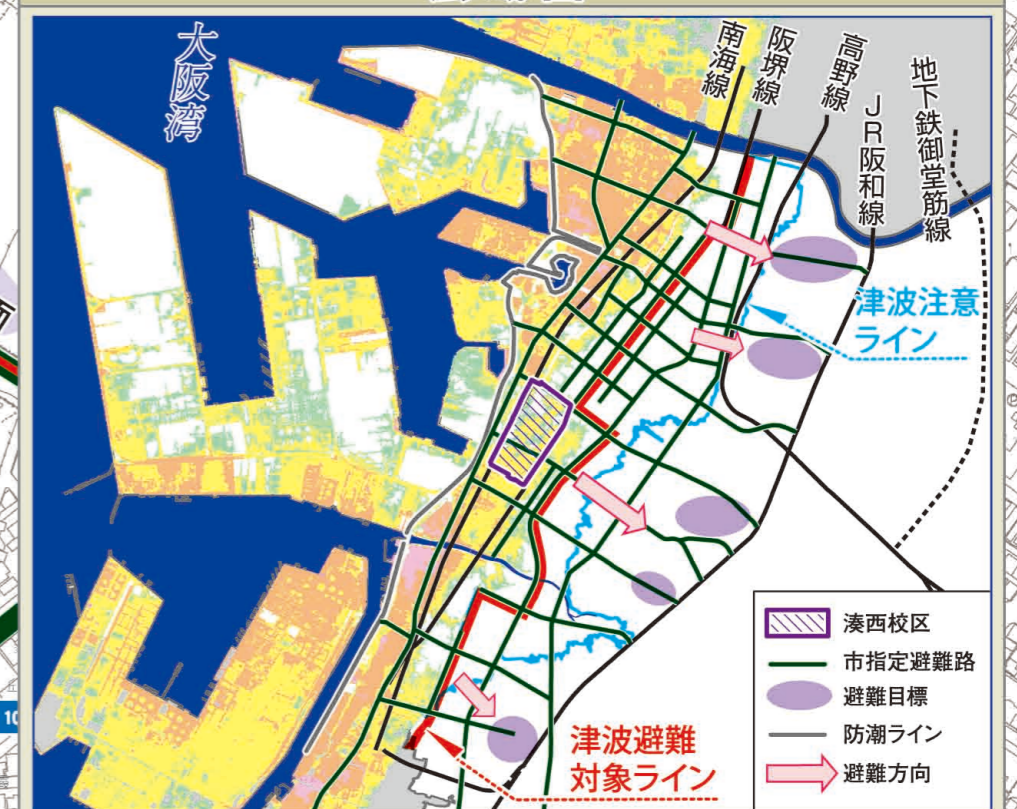 大阪湾
南海線
阪堺線
高野線
JR阪和線
地下鉄御堂筋線
津波注意
ライン
津波避難
対象ライン
湊西校区
市指定避難路
避難目標
防潮ライン
避難方向
10